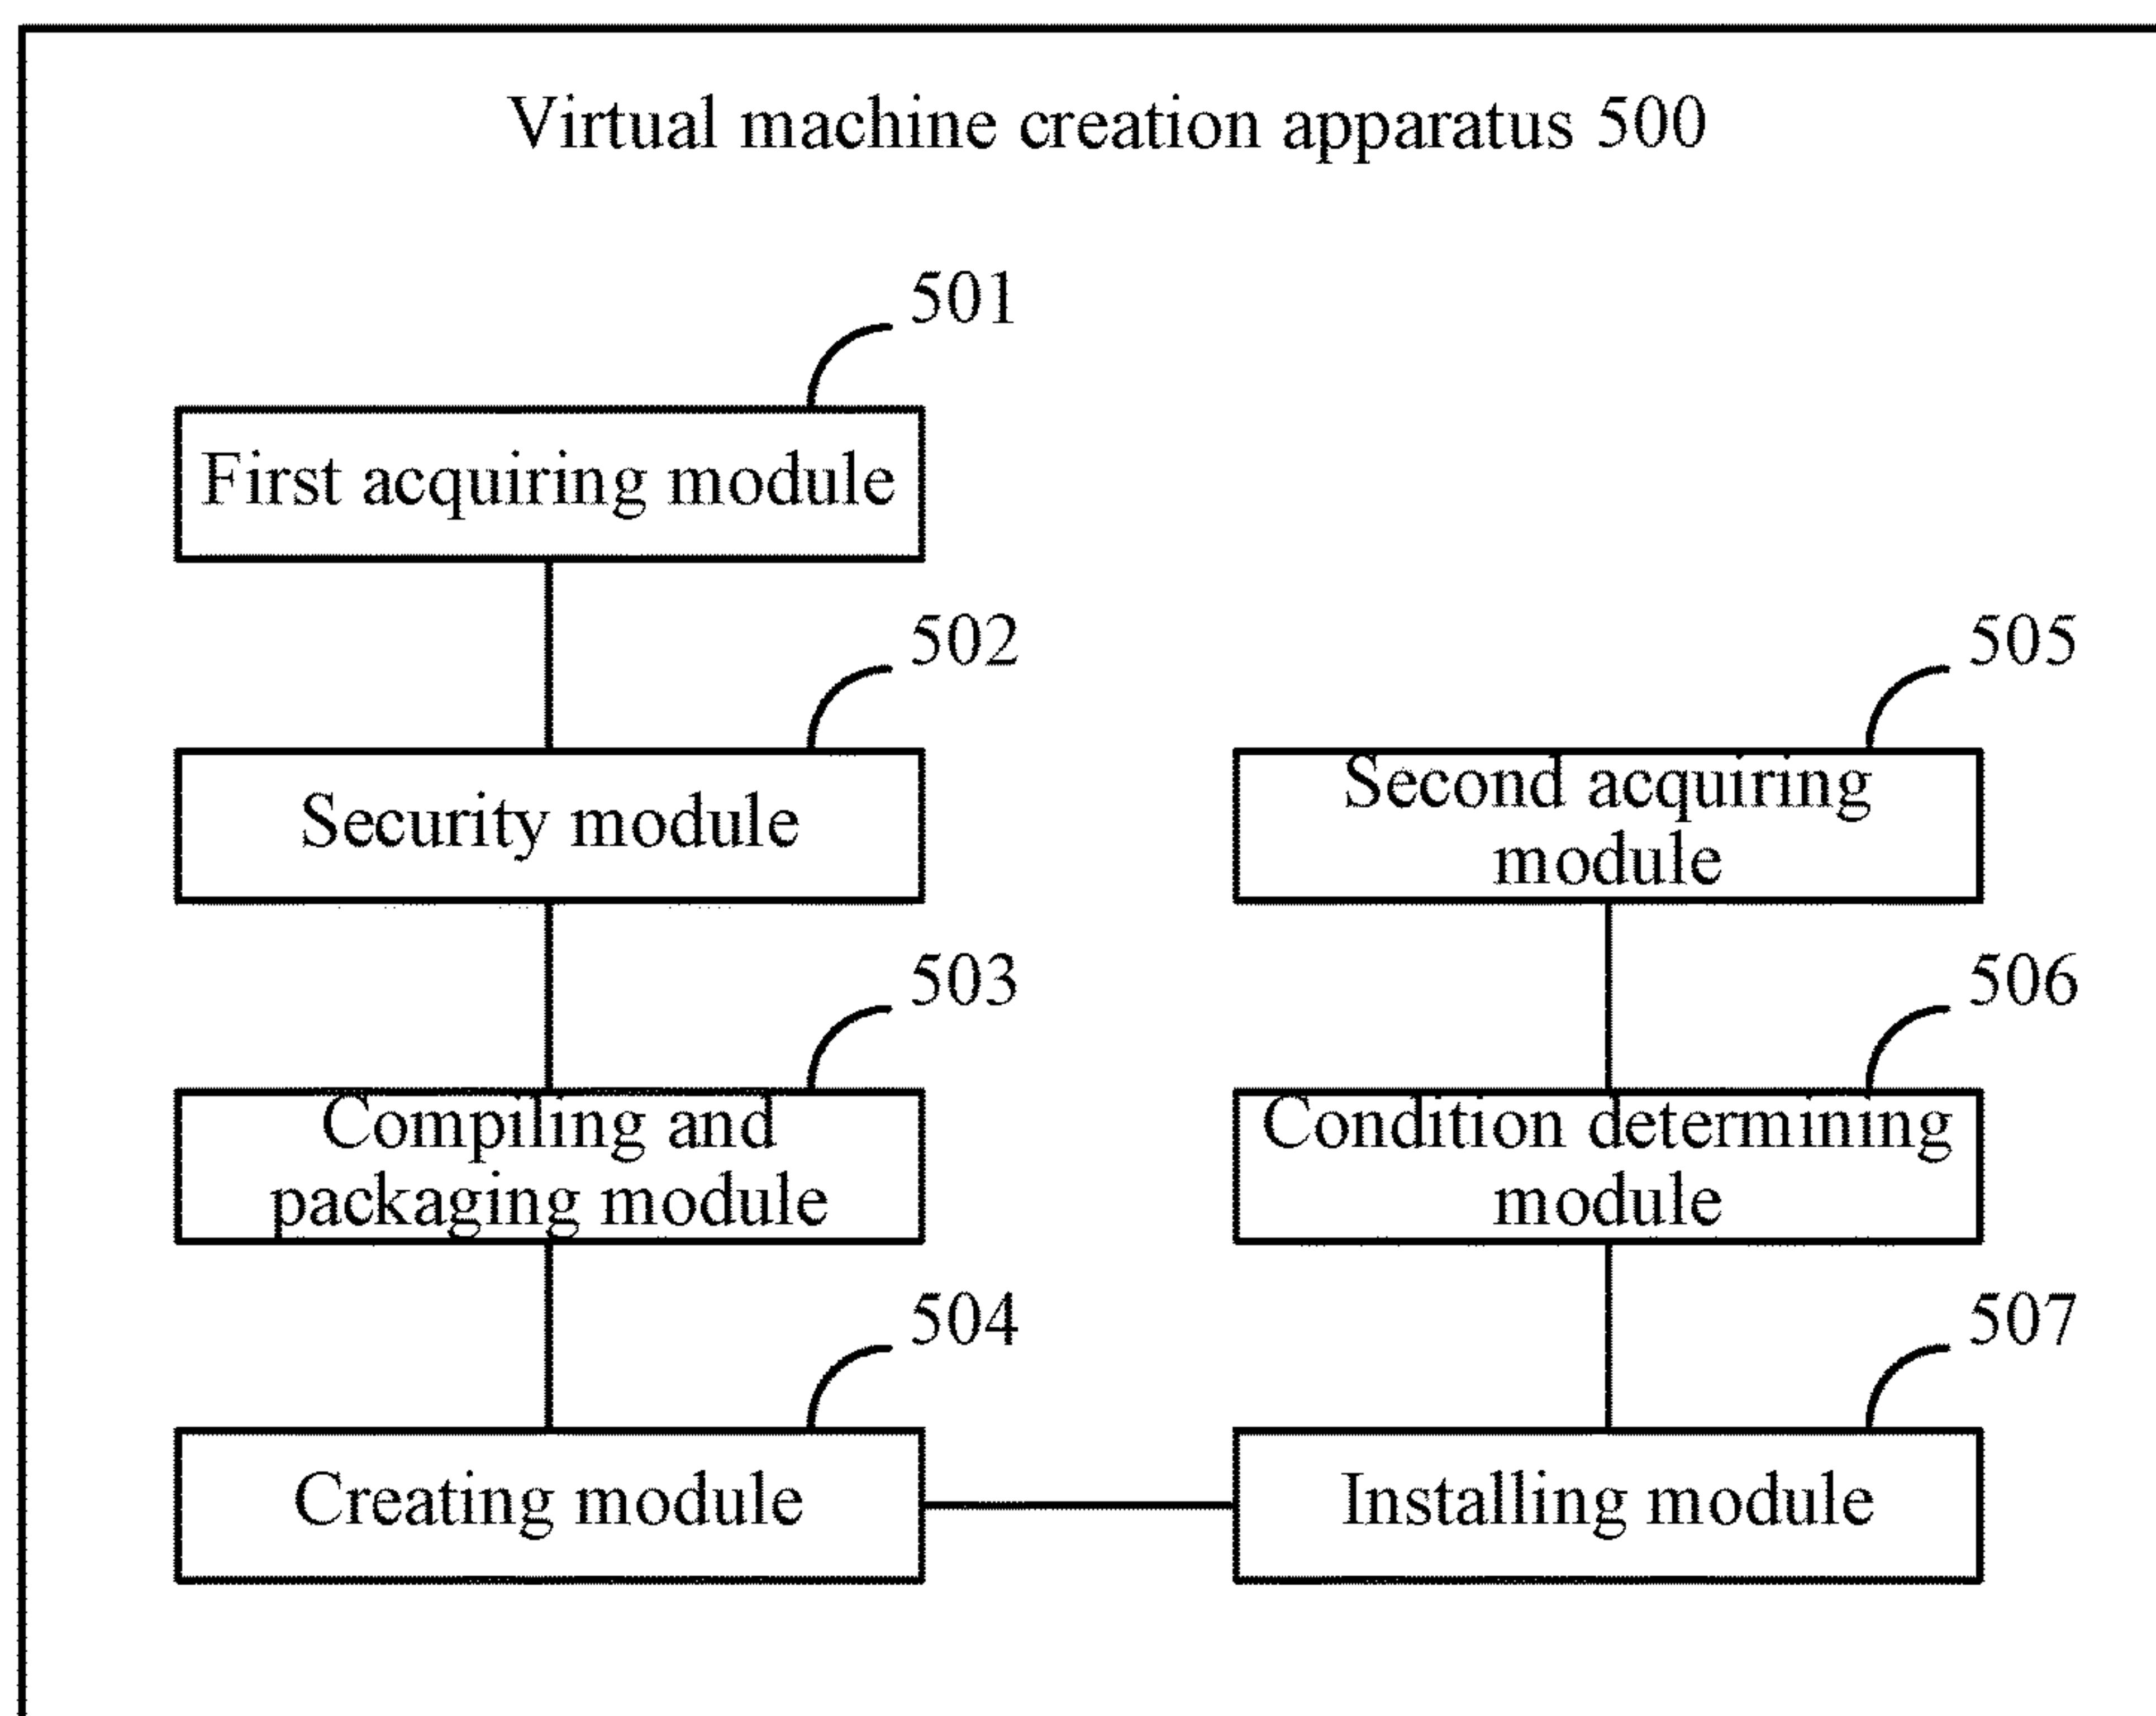 Virtual machine creation apparatus 500
501
First acquiring module
502
Security module
503
Compiling and
packaging module
504
Creating module
505
Second acquiring
module
506
Condition determining
module
507
Installing module